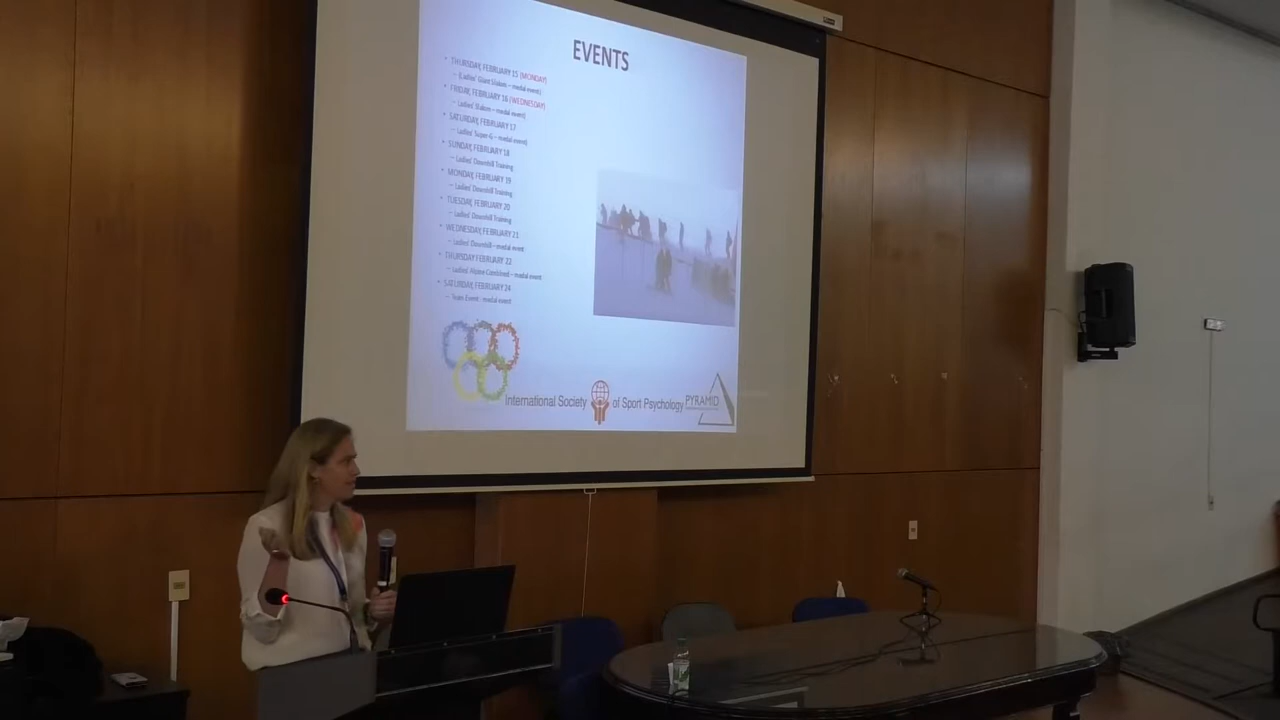 EVENTS
THURSDAY, FEBRUARY 15 (MONDAY)
– (Ladies' Giant Slalom – medal event)
FRIDAY, FEBRUARY 16 (WEDNESDAY)
– Ladies' Slalom – medal event)
SATURDAY, FEBRUARY 17
– Ladies' Super-G – medal event)
SUNDAY, FEBRUARY 18
– Ladies' Downhill Training
MONDAY, FEBRUARY 19
– Ladies' Downhill Training
TUESDAY, FEBRUARY 20
– Ladies' Downhill Training
WEDNESDAY, FEBRUARY 21
– Ladies' Downhill – medal event
THURSDAY FEBRUARY 22
– Ladies' Alpine Combined – medal event
SATURDAY, FEBRUARY 24
– Team Event - medal event
International Society of Sport Psychology
PYRAMID